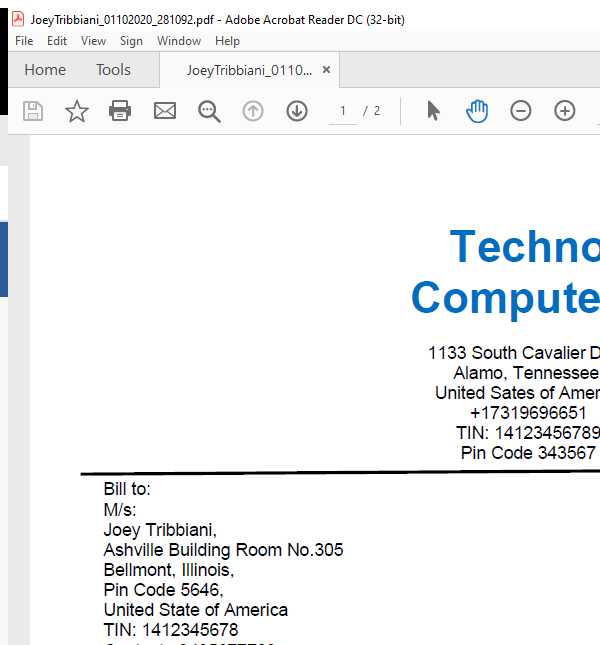 JoeyTribbiani_01102020_281092.pdf - Adobe Acrobat Reader DC (32-bit)
File Edit View Sign Window Help
Home Tools JoeyTribbiani_0110... ×
1 / 2
Techno
Compute
1133 South Cavalier D
Alamo, Tennessee
United Sates of Amer
+17319696651
TIN: 14123456789
Pin Code 343567
Bill to:
M/s:
Joey Tribbiani,
Ashville Building Room No.305
Bellmont, Illinois,
Pin Code 5646,
United State of America
TIN: 1412345678